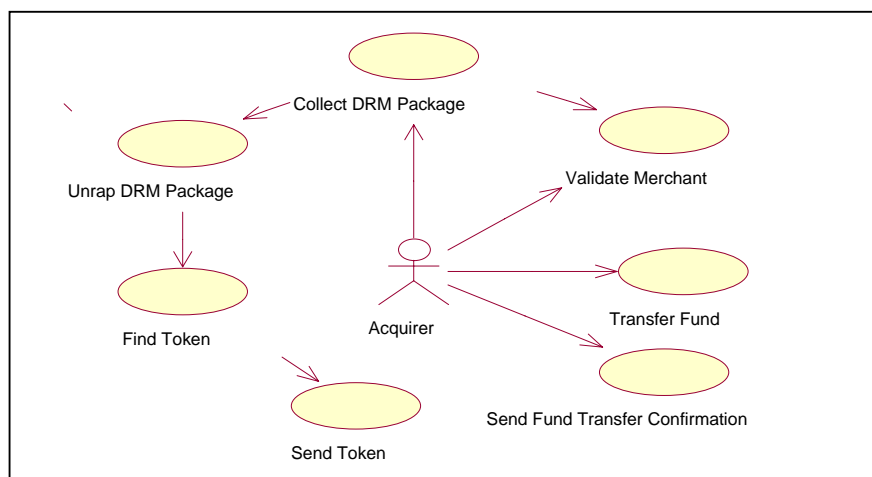 Collect DRM Package
Validate Merchant
Unrap DRM Package
Acquirer
Transfer Fund
Find Token
Send Fund Transfer Confirmation
Send Token